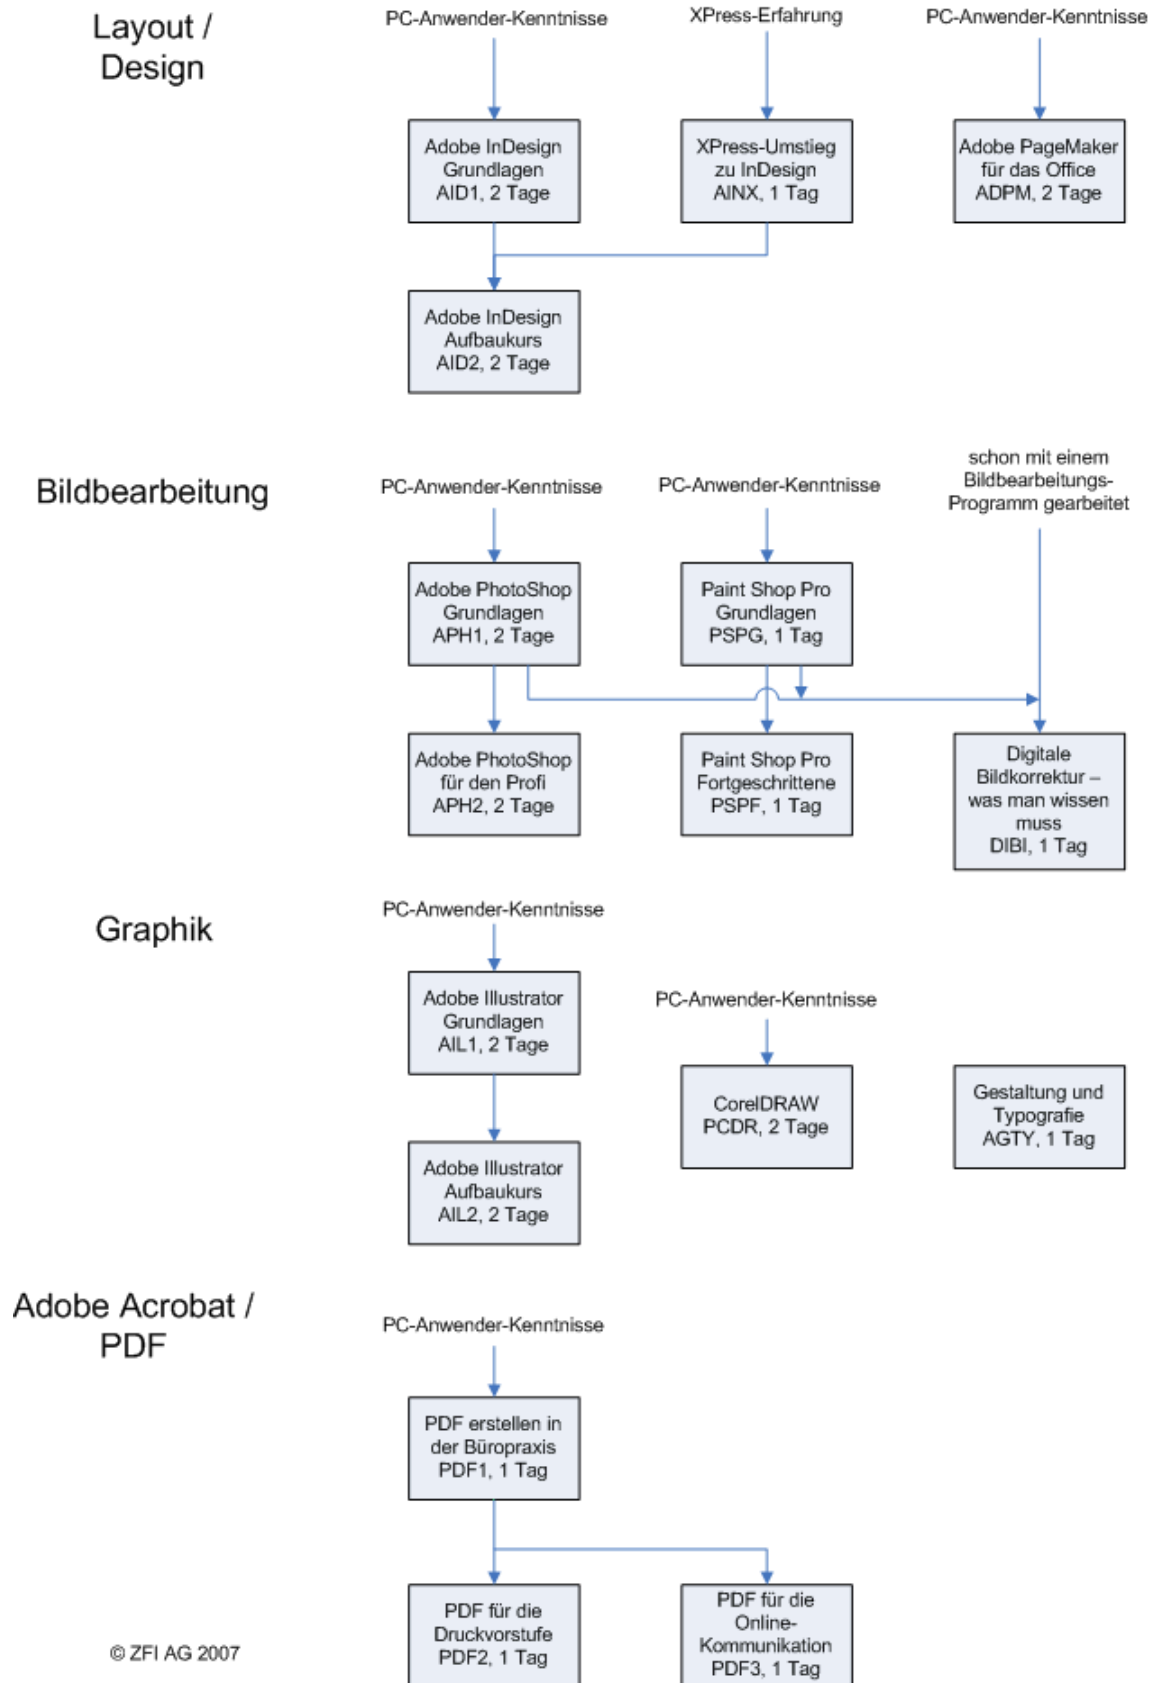 Layout /
Design
PC-Anwender-Kenntnisse
XPress-Erfahrung
PC-Anwender-Kenntnisse
Adobe InDesign
Grundlagen
AID1, 2 Tage
XPress-Umstieg
zu InDesign
AINX, 1 Tag
Adobe PageMaker
für das Office
ADPM, 2 Tage
Adobe InDesign
Aufbaukurs
AID2, 2 Tage
Bildbearbeitung
PC-Anwender-Kenntnisse
PC-Anwender-Kenntnisse
schon mit einem
Bildbearbeitungs-
Programm gearbeitet
Adobe PhotoShop
Grundlagen
APH1, 2 Tage
Paint Shop Pro
Grundlagen
PSPG, 1 Tag
Adobe PhotoShop
für den Profi
APH2, 2 Tage
Paint Shop Pro
Fortgeschrittene
PSPF, 1 Tag
Digitale
Bildkorrektur –
was man wissen
muss
DIBI, 1 Tag
Graphik
PC-Anwender-Kenntnisse
Adobe Illustrator
Grundlagen
AIL1, 2 Tage
PC-Anwender-Kenntnisse
CorelDRAW
PCDR, 2 Tage
Gestaltung und
Typografie
AGTY, 1 Tag
Adobe Illustrator
Aufbaukurs
AIL2, 2 Tage
Adobe Acrobat /
PDF
PC-Anwender-Kenntnisse
PDF erstellen in
der Büropraxis
PDF1, 1 Tag
PDF für die
Druckvorstufe
PDF2, 1 Tag
PDF für die
Online-
Kommunikation
PDF3, 1 Tag
© ZFI AG 2007